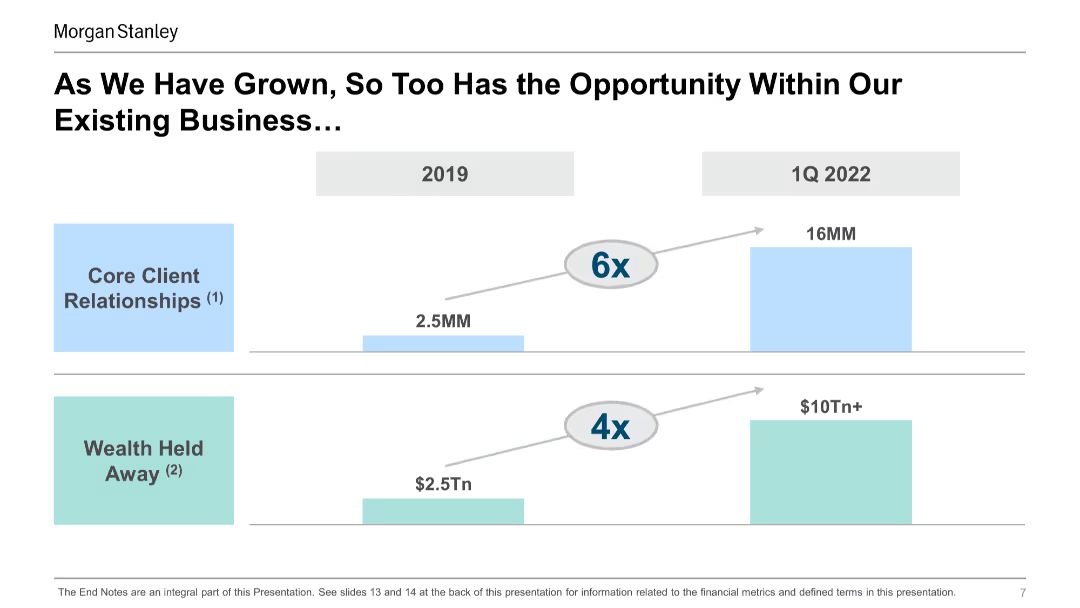 Morgan Stanley
As We Have Grown, So Too Has the Opportunity Within Our
Existing Business…
2019
1Q 2022
Core Client
Relationships (1)
6x
2.5MM
16MM
Wealth Held
Away (2)
4x
$2.5Tn
$10Tn+
The End Notes are an integral part of this Presentation. See slides 13 and 14 at the back of this presentation for information related to the financial metrics and defined terms in this presentation.
7